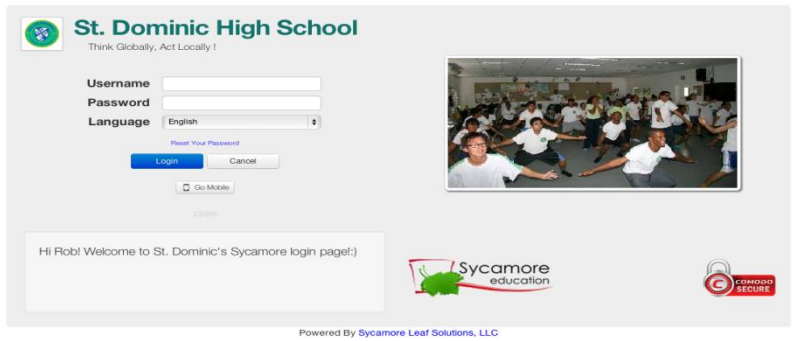 St. Dominic High School
Think Globally, Act Locally !
Username
Password
Language English
Reset Your Password
Login Cancel
Go Mobile
Hi Rob! Welcome to St. Dominic's Sycamore login page!:)
Sycamore
education
COMODO
SECURE
Powered By Sycamore Leaf Solutions, LLC